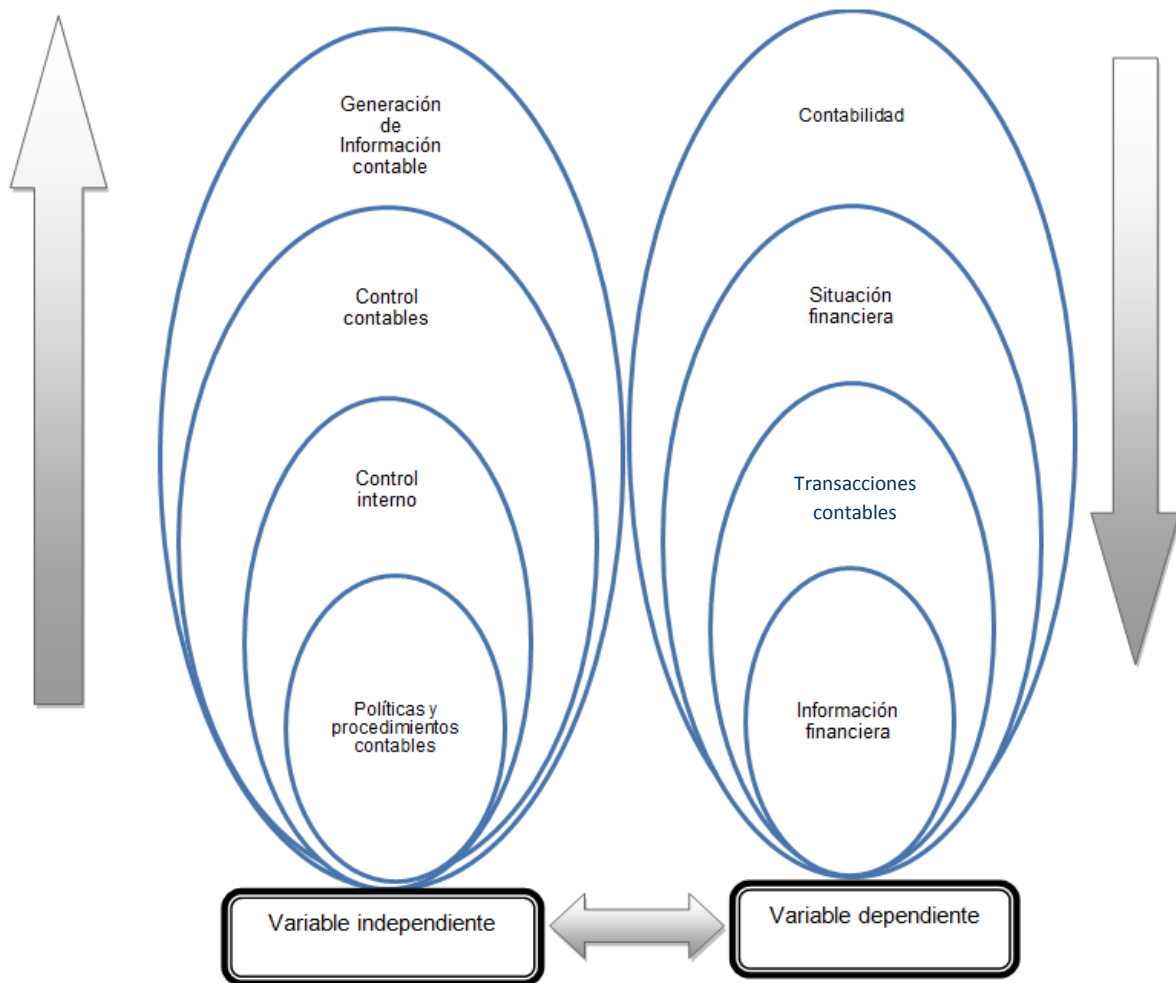 Generación
de
Información
contable
Control
contables
Control
interno
Políticas y
procedimientos
contables
Contabilidad
Situación
financiera
Transacciones
contables
Información
financiera
Variable independiente
Variable dependiente